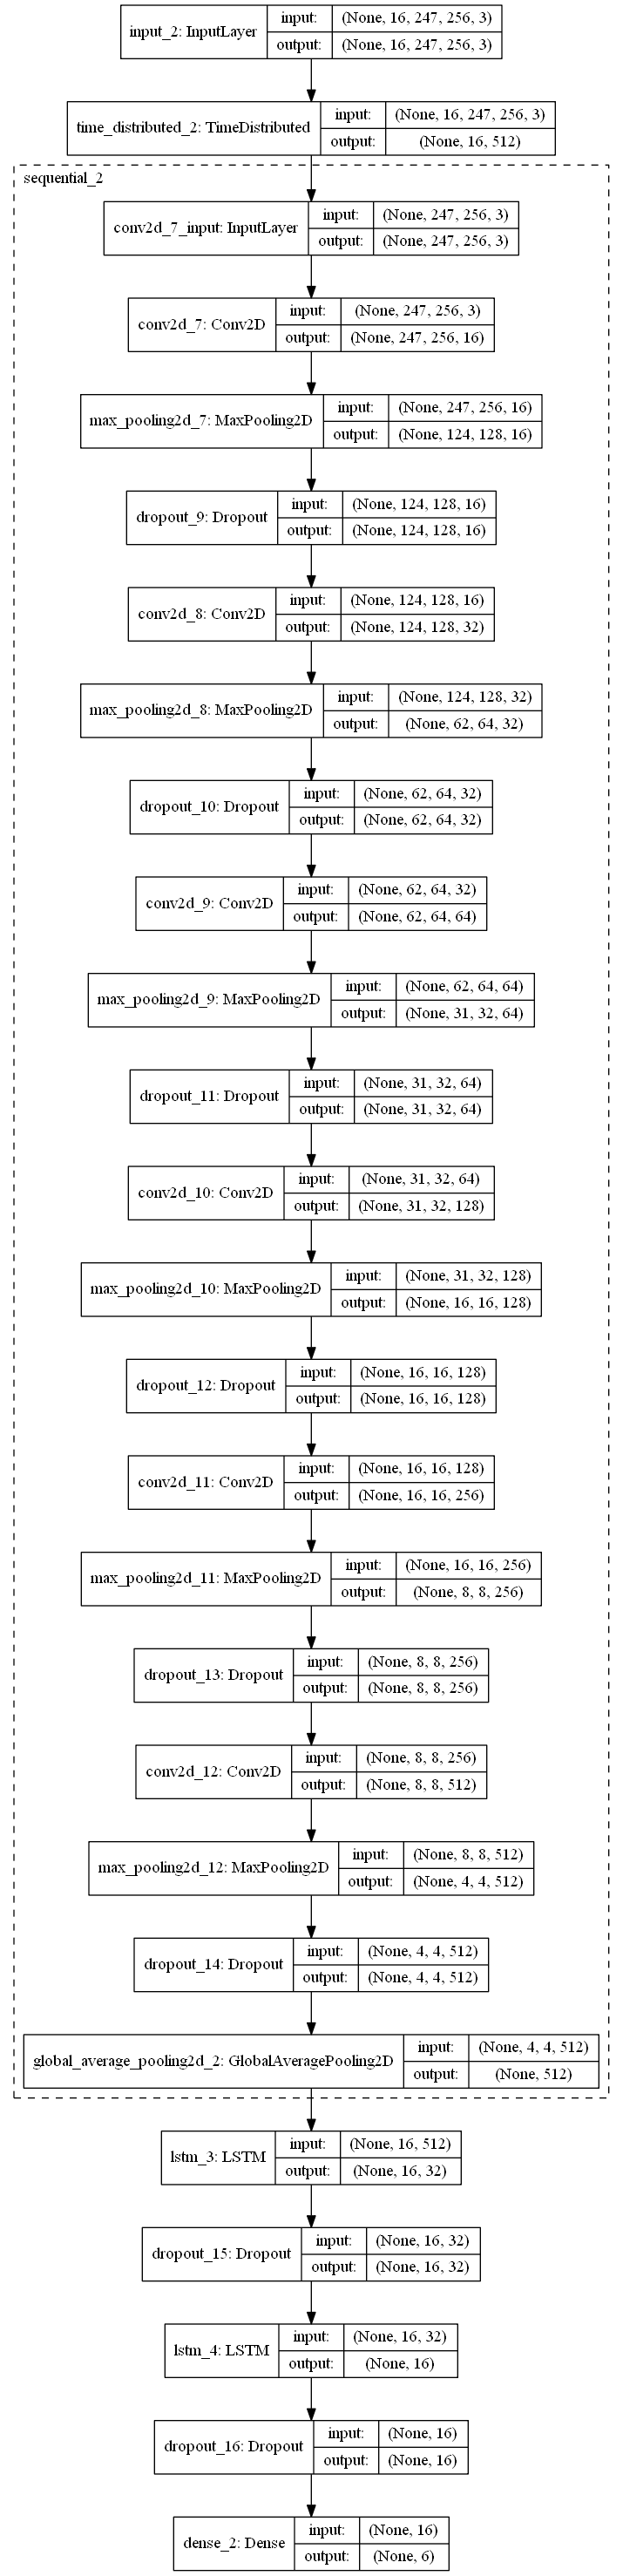 input_2: InputLayer
input: (None, 16, 247, 256, 3)
output: (None, 16, 247, 256, 3)
time_distributed_2: TimeDistributed
input: (None, 16, 247, 256, 3)
output: (None, 16, 512)
sequential_2
conv2d_7_input: InputLayer
input: (None, 247, 256, 3)
output: (None, 247, 256, 3)
conv2d_7: Conv2D
input: (None, 247, 256, 3)
output: (None, 247, 256, 16)
max_pooling2d_7: MaxPooling2D
input: (None, 247, 256, 16)
output: (None, 124, 128, 16)
dropout_9: Dropout
input: (None, 124, 128, 16)
output: (None, 124, 128, 16)
conv2d_8: Conv2D
input: (None, 124, 128, 16)
output: (None, 124, 128, 32)
max_pooling2d_8: MaxPooling2D
input: (None, 124, 128, 32)
output: (None, 62, 64, 32)
dropout_10: Dropout
input: (None, 62, 64, 32)
output: (None, 62, 64, 32)
conv2d_9: Conv2D
input: (None, 62, 64, 32)
output: (None, 62, 64, 64)
max_pooling2d_9: MaxPooling2D
input: (None, 62, 64, 64)
output: (None, 31, 32, 64)
dropout_11: Dropout
input: (None, 31, 32, 64)
output: (None, 31, 32, 64)
conv2d_10: Conv2D
input: (None, 31, 32, 64)
output: (None, 31, 32, 128)
max_pooling2d_10: MaxPooling2D
input: (None, 31, 32, 128)
output: (None, 16, 16, 128)
dropout_12: Dropout
input: (None, 16, 16, 128)
output: (None, 16, 16, 128)
conv2d_11: Conv2D
input: (None, 16, 16, 128)
output: (None, 16, 16, 256)
max_pooling2d_11: MaxPooling2D
input: (None, 16, 16, 256)
output: (None, 8, 8, 256)
dropout_13: Dropout
input: (None, 8, 8, 256)
output: (None, 8, 8, 256)
conv2d_12: Conv2D
input: (None, 8, 8, 256)
output: (None, 8, 8, 512)
max_pooling2d_12: MaxPooling2D
input: (None, 8, 8, 512)
output: (None, 4, 4, 512)
dropout_14: Dropout
input: (None, 4, 4, 512)
output: (None, 4, 4, 512)
global_average_pooling2d_2: GlobalAveragePooling2D
input: (None, 4, 4, 512)
output: (None, 512)
lstm_3: LSTM
input: (None, 16, 512)
output: (None, 16, 32)
dropout_15: Dropout
input: (None, 16, 32)
output: (None, 16, 32)
lstm_4: LSTM
input: (None, 16, 32)
output: (None, 16)
dropout_16: Dropout
input: (None, 16)
output: (None, 16)
dense_2: Dense
input: (None, 16)
output: (None, 6)